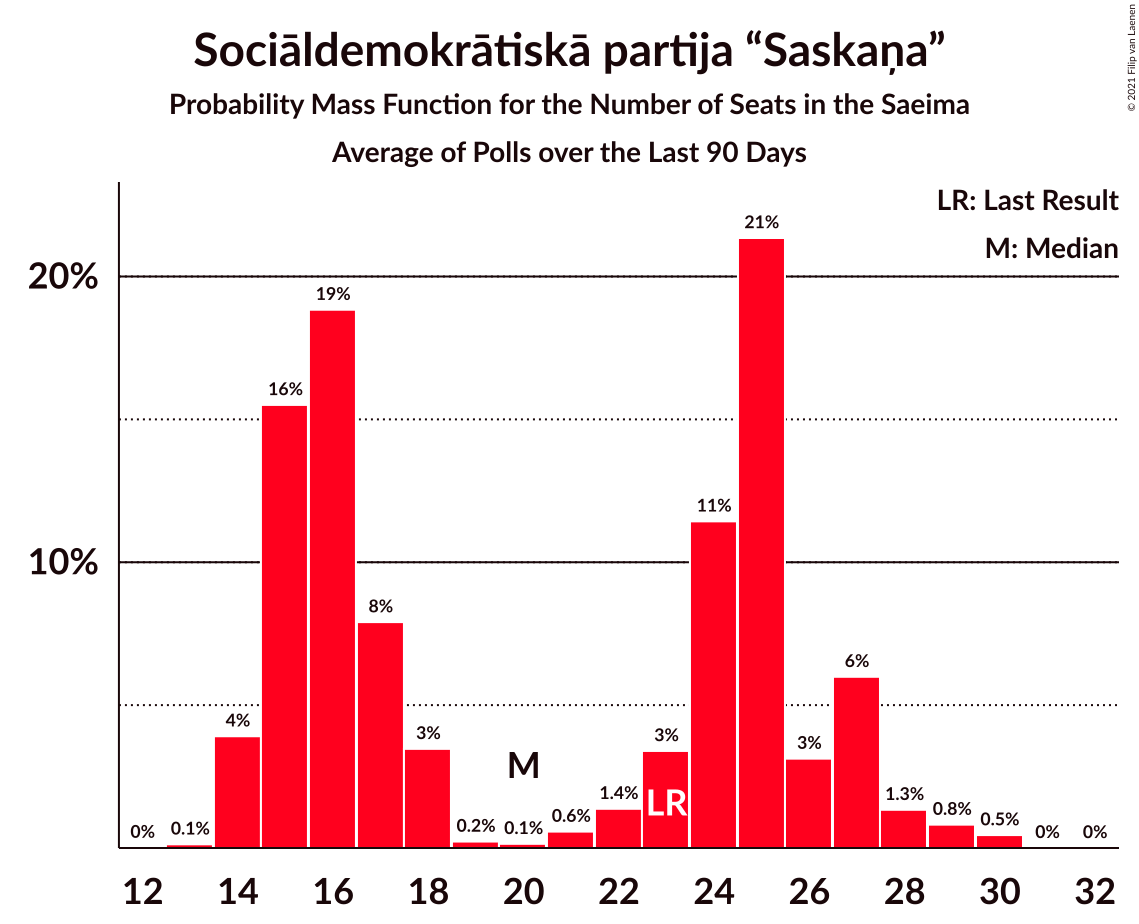 Sociāldemokrātiskā partija “Saskaņa”
Probability Mass Function for the Number of Seats in the Saeima
Average of Polls over the Last 90 Days
© 2021 Filip van Laenen
LR: Last Result
M: Median
20%
10%
0%
0.1%
4%
16%
19%
8%
3%
0.2%
0.1%
0.6%
1.4%
3%
11%
21%
3%
6%
1.3%
0.8%
0.5%
0%
0%
M
LR
12 14 16 18 20 22 24 26 28 30 32